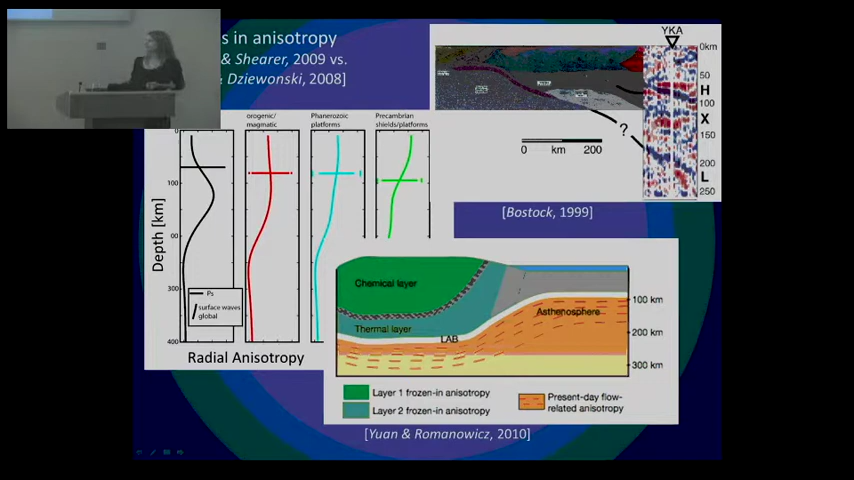 s in anisotropy
& Shearer, 2009 vs.
& Dziewonski, 2008]
orogenic/
magmatic
Phanerozoic
platforms
Precambrian
shields/platforms
0
100
00
300
400
Depth [km]
Ps
surface waves
global
Radial Anisotropy
YKA
0km
50
H
100
X
150
200
L
250
?
0 km 200
[Bostock, 1999]
Chemical layer
Thermal layer
LAB
Asthenosphere
100 km
200 km
300 km
Layer 1 frozen-in anisotropy
Layer 2 frozen-in anisotropy
Present-day flow-
related anisotropy
[Yuan & Romanowicz, 2010]